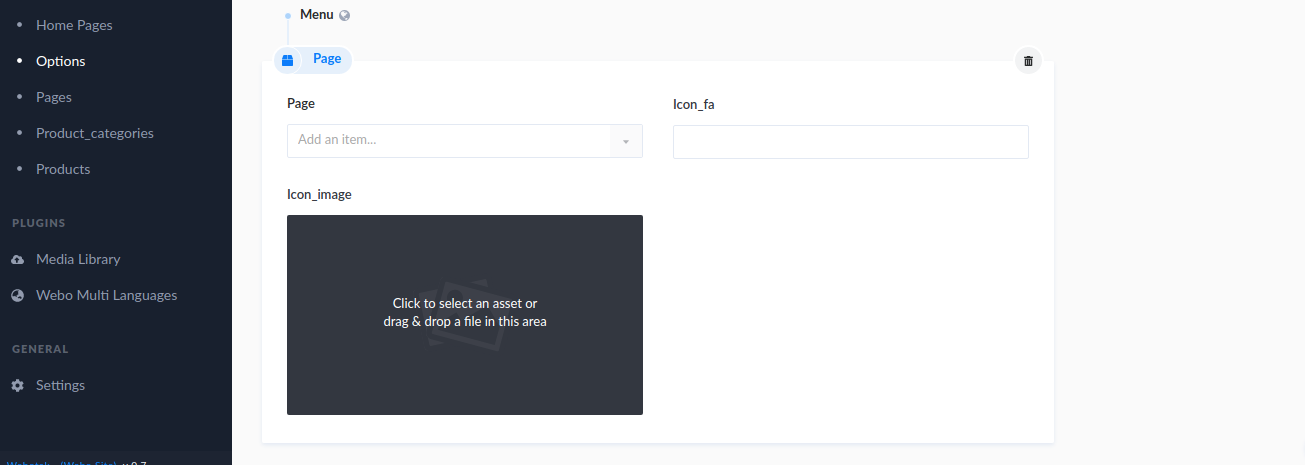 Home Pages
Options
Pages
Product_categories
Products
PLUGINS
Media Library
Webo Multi Languages
GENERAL
Settings
Menu
Page
Page
Icon_fa
Add an item...
Icon_image
Click to select an asset or
drag & drop a file in this area